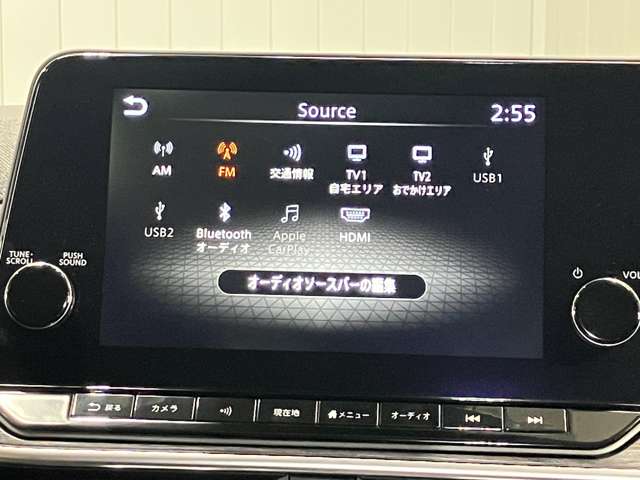 Source
2:55
AM
FM
交通情報
TV1
自宅エリア
TV2
おでかけエリア
USB1
USB2
Bluetooth
オーディオ
Apple
CarPlay
HDMI
オーディオソースバーの編集
TUNE・
SCROLL
PUSH
SOUND
VOL
戻る
カメラ
現在地
メニュー
オーディオ